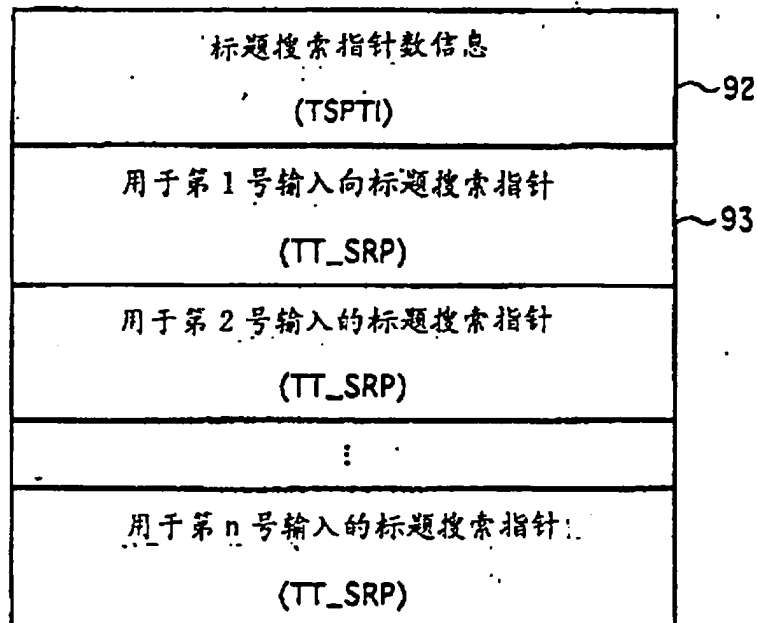 标题搜索指针数信息
(TSPTI)
92
用于第1号输入向标题搜索指针
(TT_SRP)
93
用于第2号输入的标题搜索指针
(TT_SRP)
⋮
用于第n号输入的标题搜索指针
(TT_SRP)